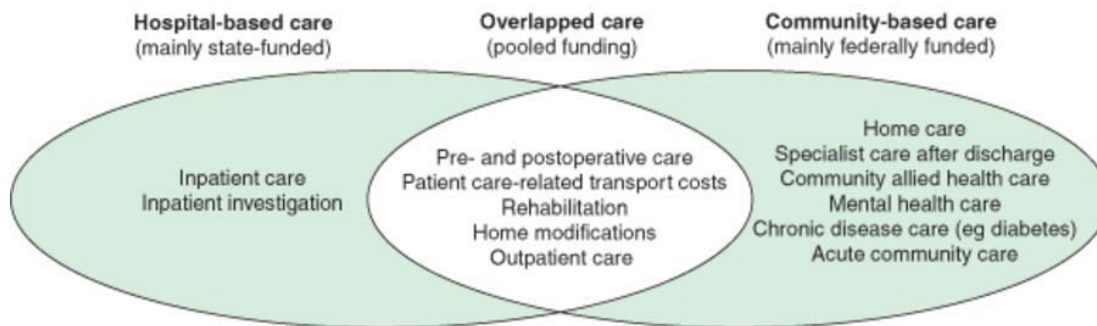 Hospital-based care
(mainly state-funded)
Overlapped care
(pooled funding)
Community-based care
(mainly federally funded)
Inpatient care
Inpatient investigation
Pre- and postoperative care
Patient care-related transport costs
Rehabilitation
Home modifications
Outpatient care
Home care
Specialist care after discharge
Community allied health care
Mental health care
Chronic disease care (eg diabetes)
Acute community care